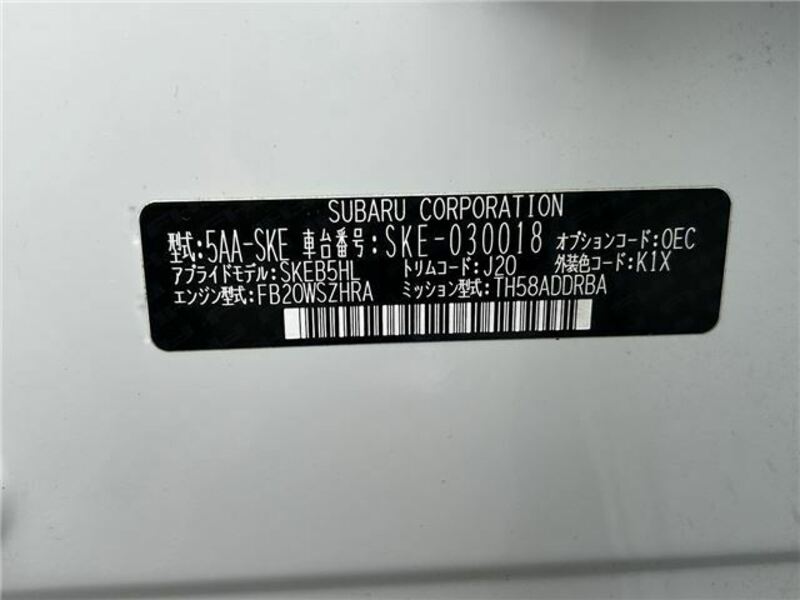 SUBARU CORPORATION
型式:5AA-SKE 車台番号:SKE-030018 オプションコード:OEC
アプライドモデル:SKEB5HL トリムコード:J20 外装色コード:K1X
エンジン型式:FB20WSZHRA ミッション型式:TH58ADDRBA